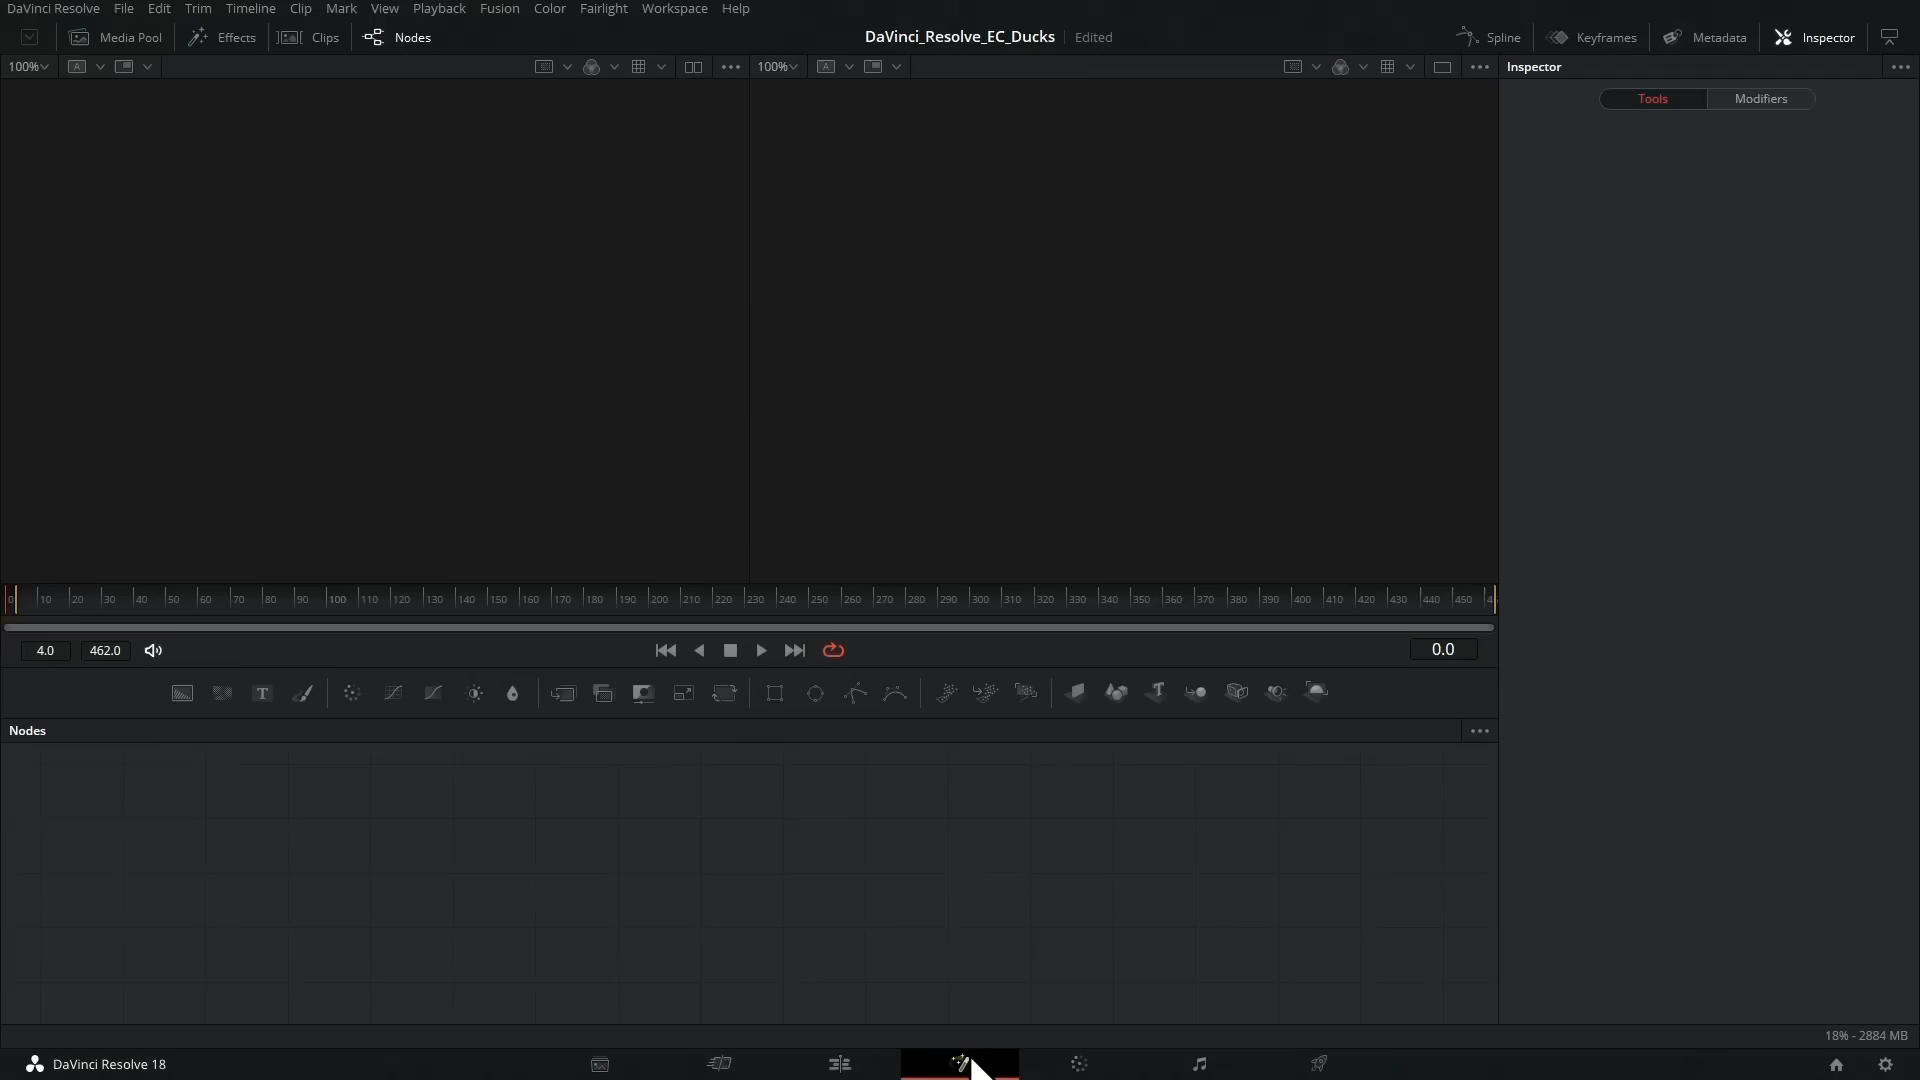 DaVinci Resolve File Edit Trim Timeline Clip Mark View Playback Fusion Color Fairlight Workspace Help
Media Pool Effects Clips Nodes DaVinci_Resolve_EC_Ducks Edited Spline Keyframes Metadata Inspector
100% A 100% A Inspector
Tools Modifiers
0 10 20 30 40 50 60 70 80 90 100 110 120 130 140 150 160 170 180 190 200 210 220 230 240 250 260 270 280 290 300 310 320 330 340 350 360 370 380 390 400 410 420 430 440 450
4.0 462.0 0.0
T T
Nodes
18% - 2884 MB
DaVinci Resolve 18